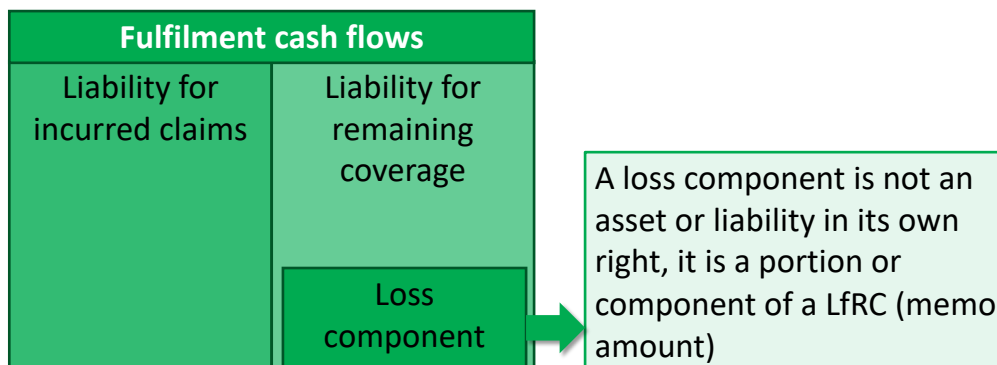 Fulfilment cash flows
Liability for
incurred claims
Liability for
remaining
coverage
Loss
component
A loss component is not an
asset or liability in its own
right, it is a portion or
component of a LfRC (memo
amount)